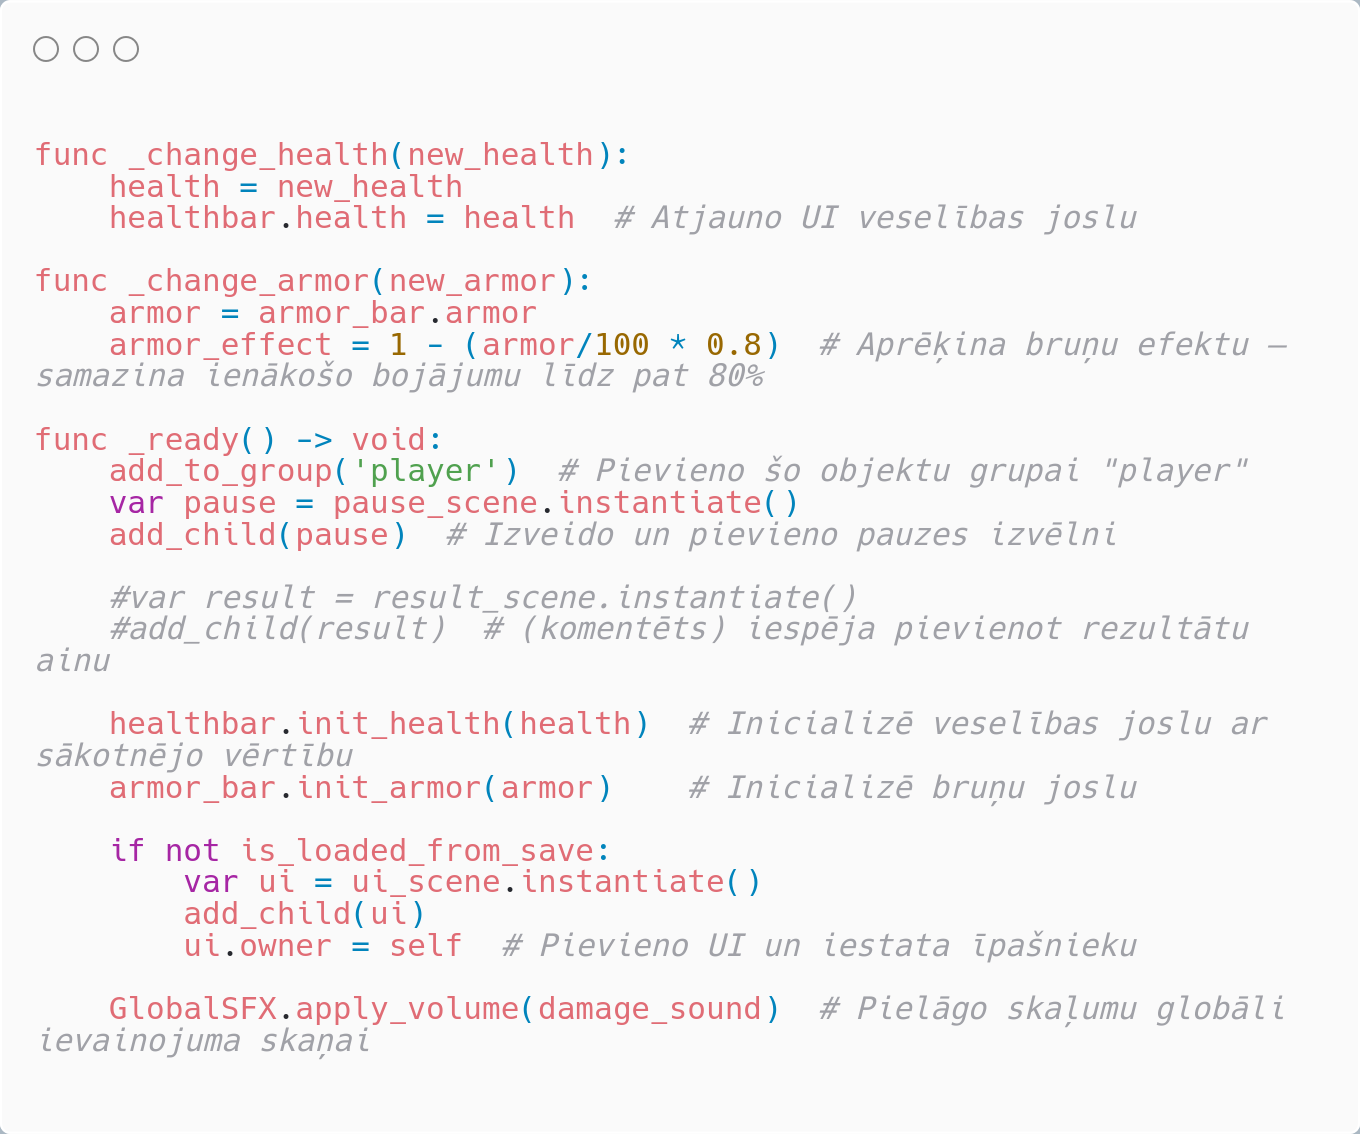 func _change_health(new_health):
    health = new_health
    healthbar.health = health  # Atjauno UI veselības joslu

func _change_armor(new_armor):
    armor = armor_bar.armor
    armor_effect = 1 - (armor/100 * 0.8)  # Aprēķina bruņu efektu —
samazina ienākošo bojājumu līdz pat 80%

func _ready() -> void:
    add_to_group('player')  # Pievieno šo objektu grupai "player"
    var pause = pause_scene.instantiate()
    add_child(pause)  # Izveido un pievieno pauzes izvēlni

    #var result = result_scene.instantiate()
    #add_child(result)  # (komentēts) iespēja pievienot rezultātu
ainu

    healthbar.init_health(health)  # Inicializē veselības joslu ar
sākotnējo vērtību
    armor_bar.init_armor(armor)    # Inicializē bruņu joslu

    if not is_loaded_from_save:
        var ui = ui_scene.instantiate()
        add_child(ui)
        ui.owner = self  # Pievieno UI un iestata īpašnieku

    GlobalSFX.apply_volume(damage_sound)  # Pielāgo skaļumu globāli
ievainojuma skaņai